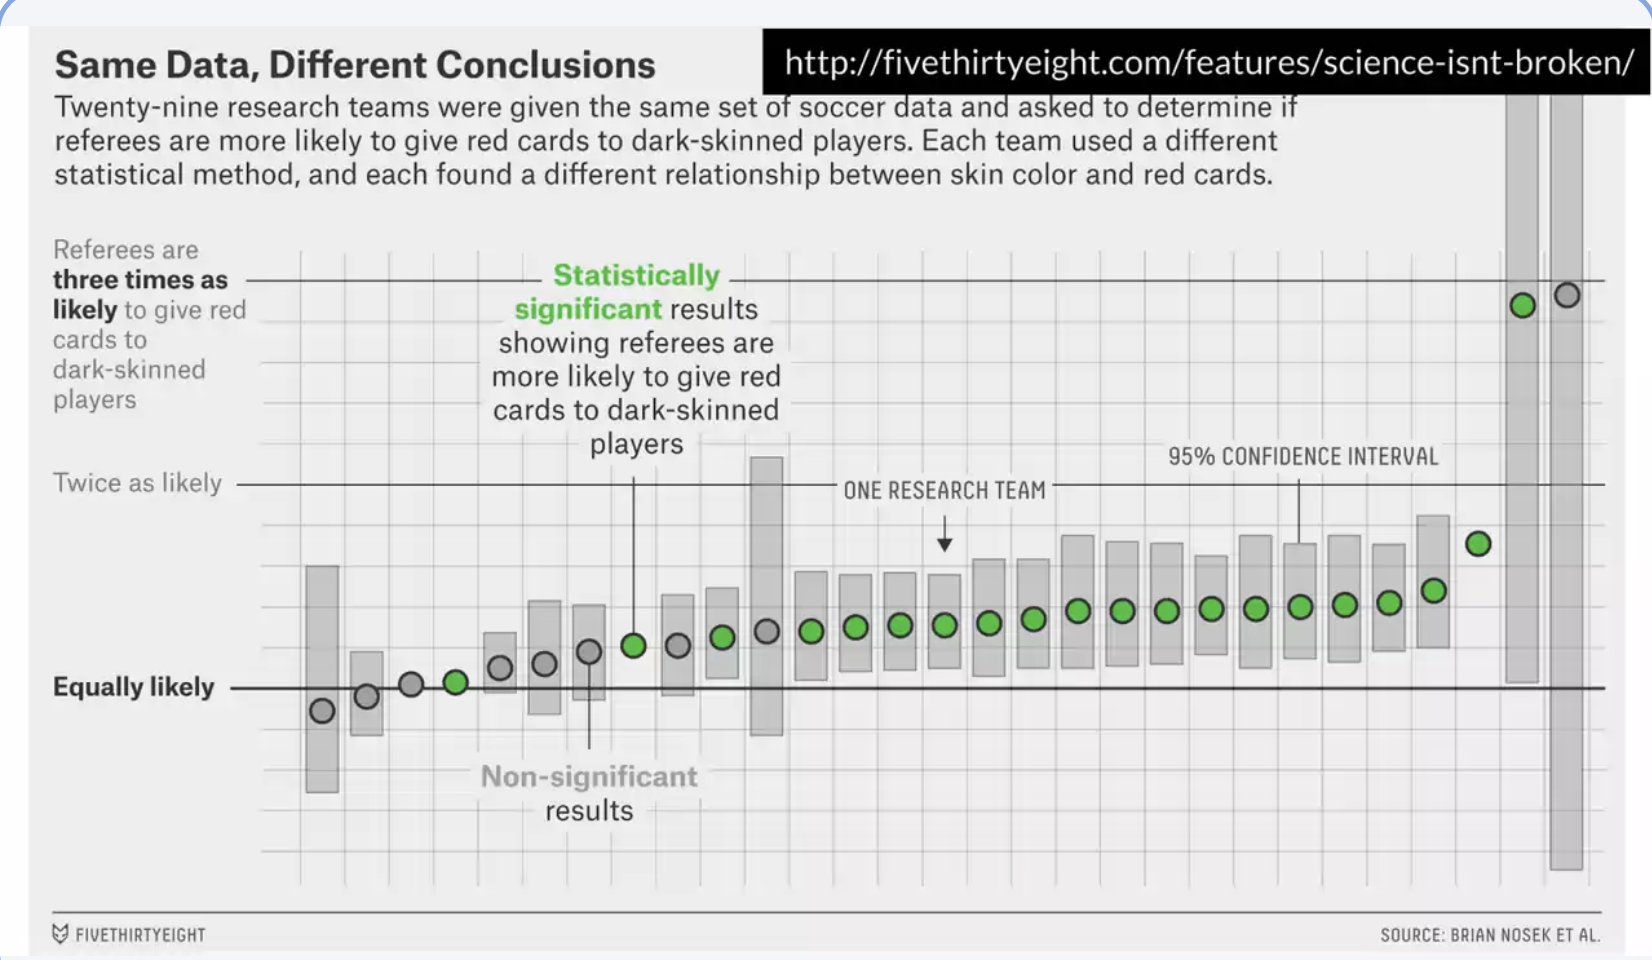 Same Data, Different Conclusions
http://fivethirtyeight.com/features/science-isnt-broken/
Twenty-nine research teams were given the same set of soccer data and asked to determine if
referees are more likely to give red cards to dark-skinned players. Each team used a different
statistical method, and each found a different relationship between skin color and red cards.
Referees are
three times as
likely to give red
cards to
dark-skinned
players
Statistically
significant results
showing referees are
more likely to give red
cards to dark-skinned
players
Twice as likely
ONE RESEARCH TEAM
95% CONFIDENCE INTERVAL
Equally likely
Non-significant
results
FIVETHIRTYEIGHT
SOURCE: BRIAN NOSEK ET AL.